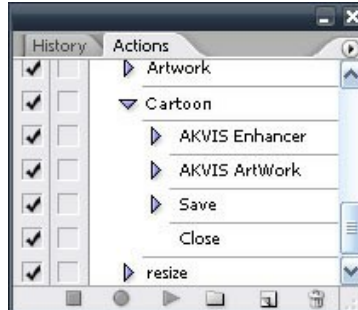 History Actions
Artwork
Cartoon
AKVIS Enhancer
AKVIS ArtWork
Save
Close
resize